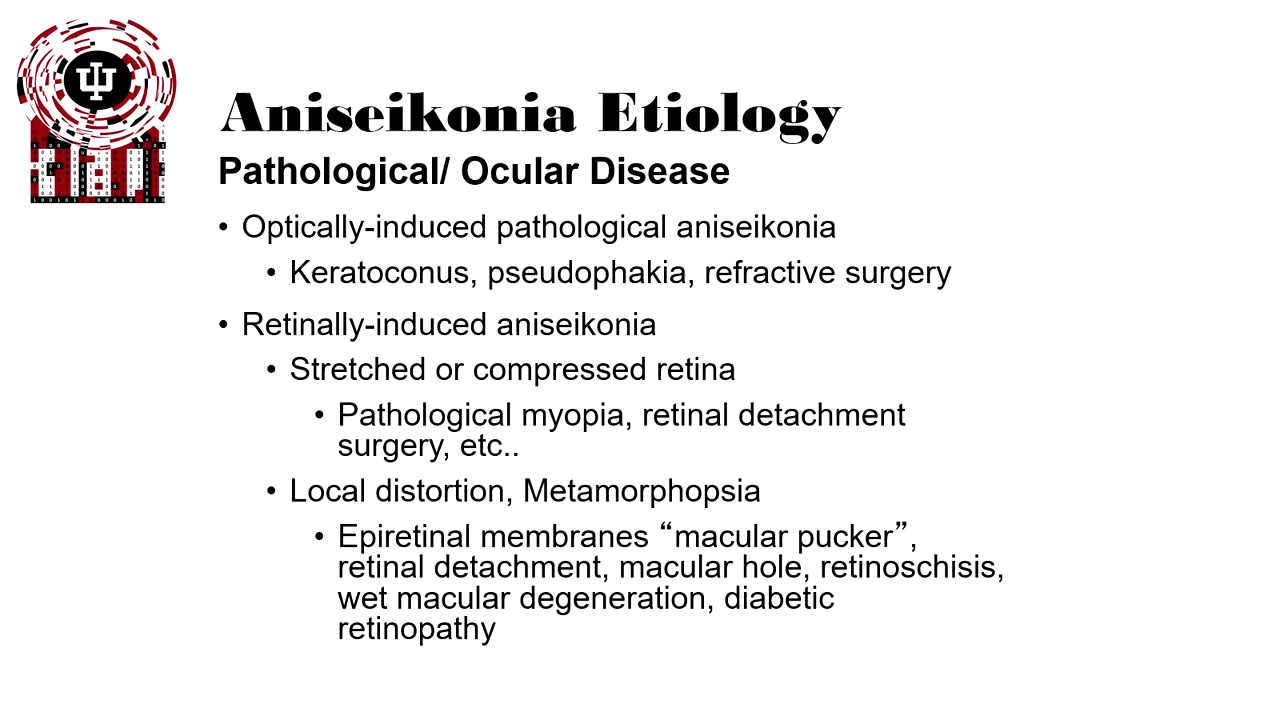 Aniseikonia Etiology
Pathological/ Ocular Disease
• Optically-induced pathological aniseikonia
• Keratoconus, pseudophakia, refractive surgery
• Retinally-induced aniseikonia
• Stretched or compressed retina
• Pathological myopia, retinal detachment
surgery, etc..
• Local distortion, Metamorphopsia
• Epiretinal membranes “macular pucker”,
retinal detachment, macular hole, retinoschisis,
wet macular degeneration, diabetic
retinopathy